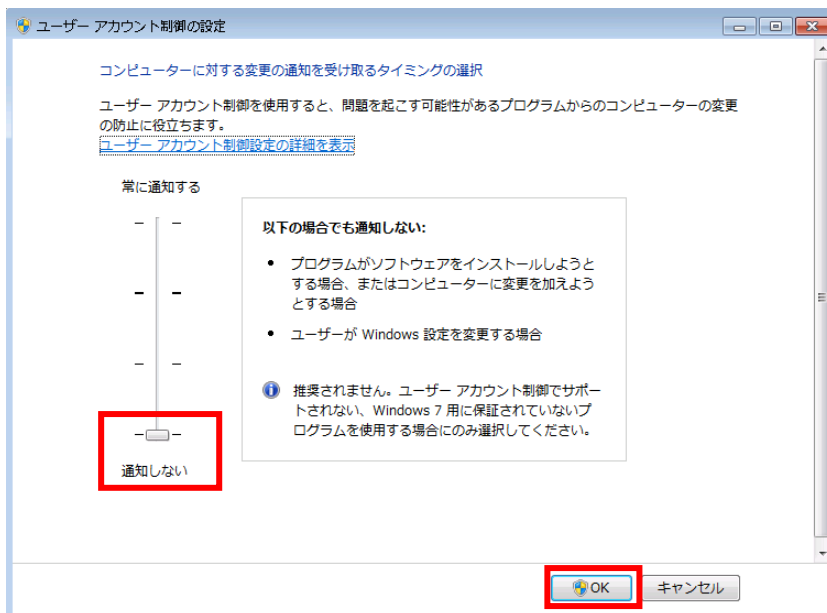 ユーザー アカウント制御の設定
コンピューターに対する変更の通知を受け取るタイミングの選択
ユーザー アカウント制御を使用すると、問題を起こす可能性があるプログラムからのコンピューターの変更
の防止に役立ちます。
ユーザー アカウント制御設定の詳細を表示
常に通知する
以下の場合でも通知しない:
● プログラムがソフトウェアをインストールしようと
する場合、またはコンピューターに変更を加えよう
とする場合
● ユーザーが Windows 設定を変更する場合
推奨されません。ユーザー アカウント制御でサポー
トされない、Windows 7 用に保証されていないプ
ログラムを使用する場合にのみ選択してください。
通知しない
OK
キャンセル